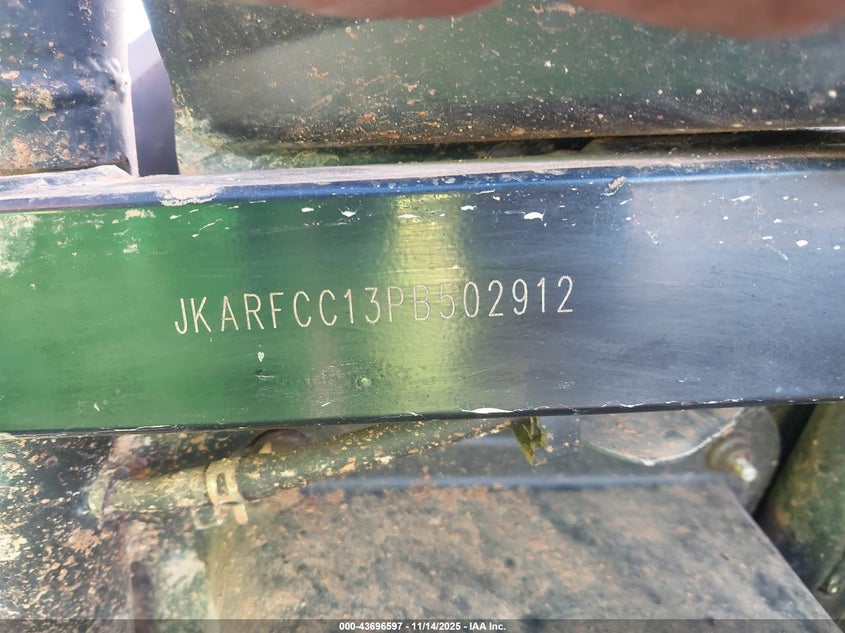 JKARFCC13PB502912
000-43696597 - 11/14/2025 - IAA Inc.